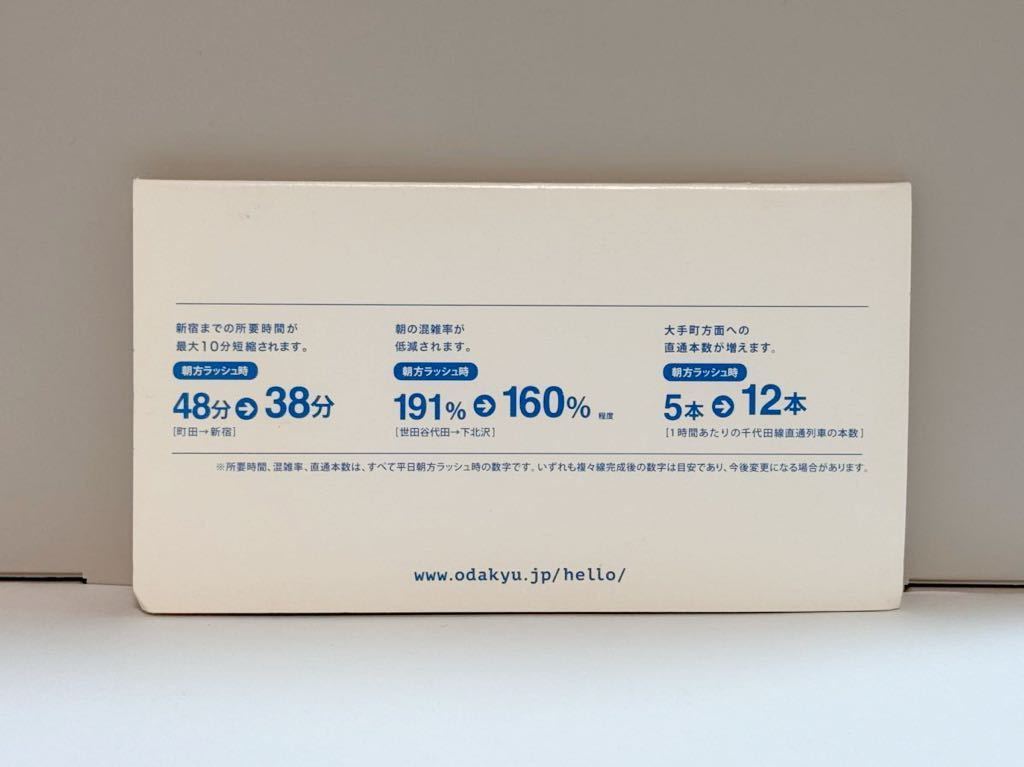 新宿までの所要時間が
最大10分短縮されます。
朝方ラッシュ時
48分➔38分
[町田→新宿]
朝の混雑率が
低減されます。
朝方ラッシュ時
191%➔160%程度
[世田谷代田→下北沢]
大手町方面への
直通本数が増えます。
朝方ラッシュ時
5本➔12本
[1時間あたりの千代田線直通列車の本数]
※所要時間、混雑率、直通本数は、すべて平日朝方ラッシュ時の数字です。いずれも複々線完成後の数字は目安であり、今後変更になる場合があります。
www.odakyu.jp/hello/